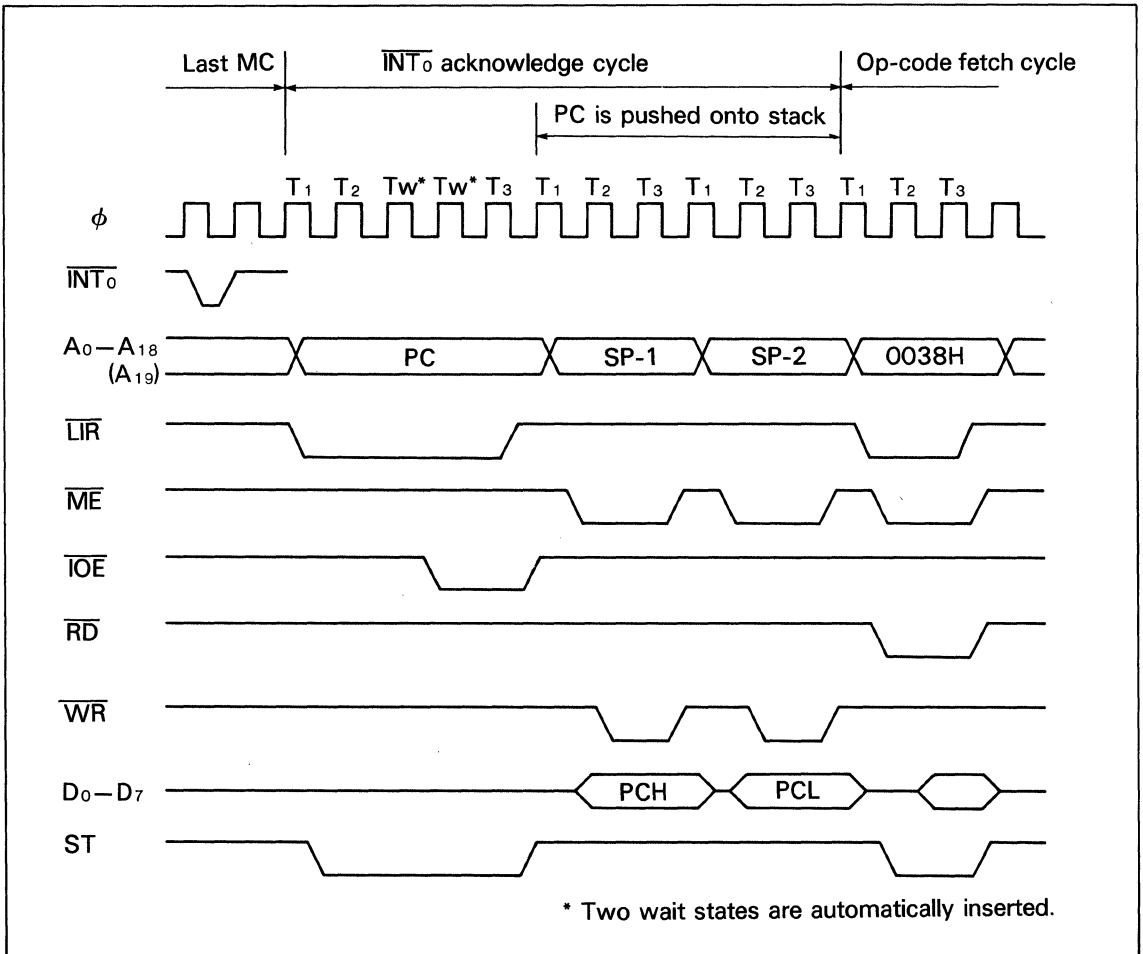 Last MC INT0 acknowledge cycle Op-code fetch cycle
PC is pushed onto stack
T1 T2 Tw* Tw* T3 T1 T2 T3 T1 T2 T3 T1 T2 T3
φ
INT0
A0—A18 PC SP-1 SP-2 0038H
(A19)
LIR
ME
IOE
RD
WR
D0—D7 PCH PCL
ST
* Two wait states are automatically inserted.